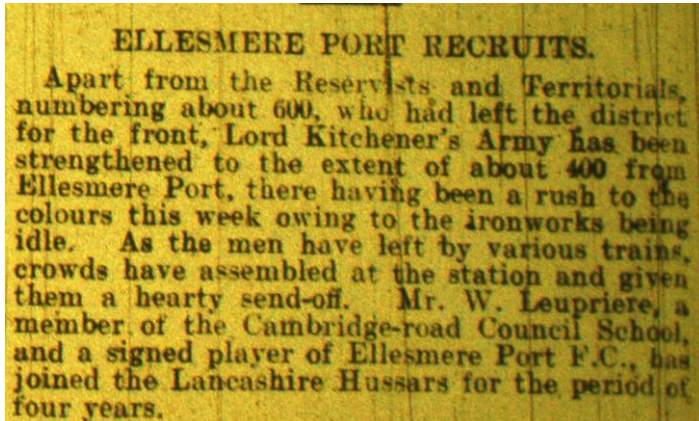 ELLESMERE PORT RECRUITS.
Apart from the Reservists and Territorials,
numbering about 600, who had left the district
for the front, Lord Kitchener's Army has been
strengthened to the extent of about 400 from
Ellesmere Port, there having been a rush to the
colours this week owing to the ironworks being
idle. As the men have left by various trains,
crowds have assembled at the station and given
them a hearty send-off. Mr. W. Leupriere, a
member of the Cambridge-road Council School,
and a signed player of Ellesmere Port F.C., has
joined the Lancashire Hussars for the period of
four years.